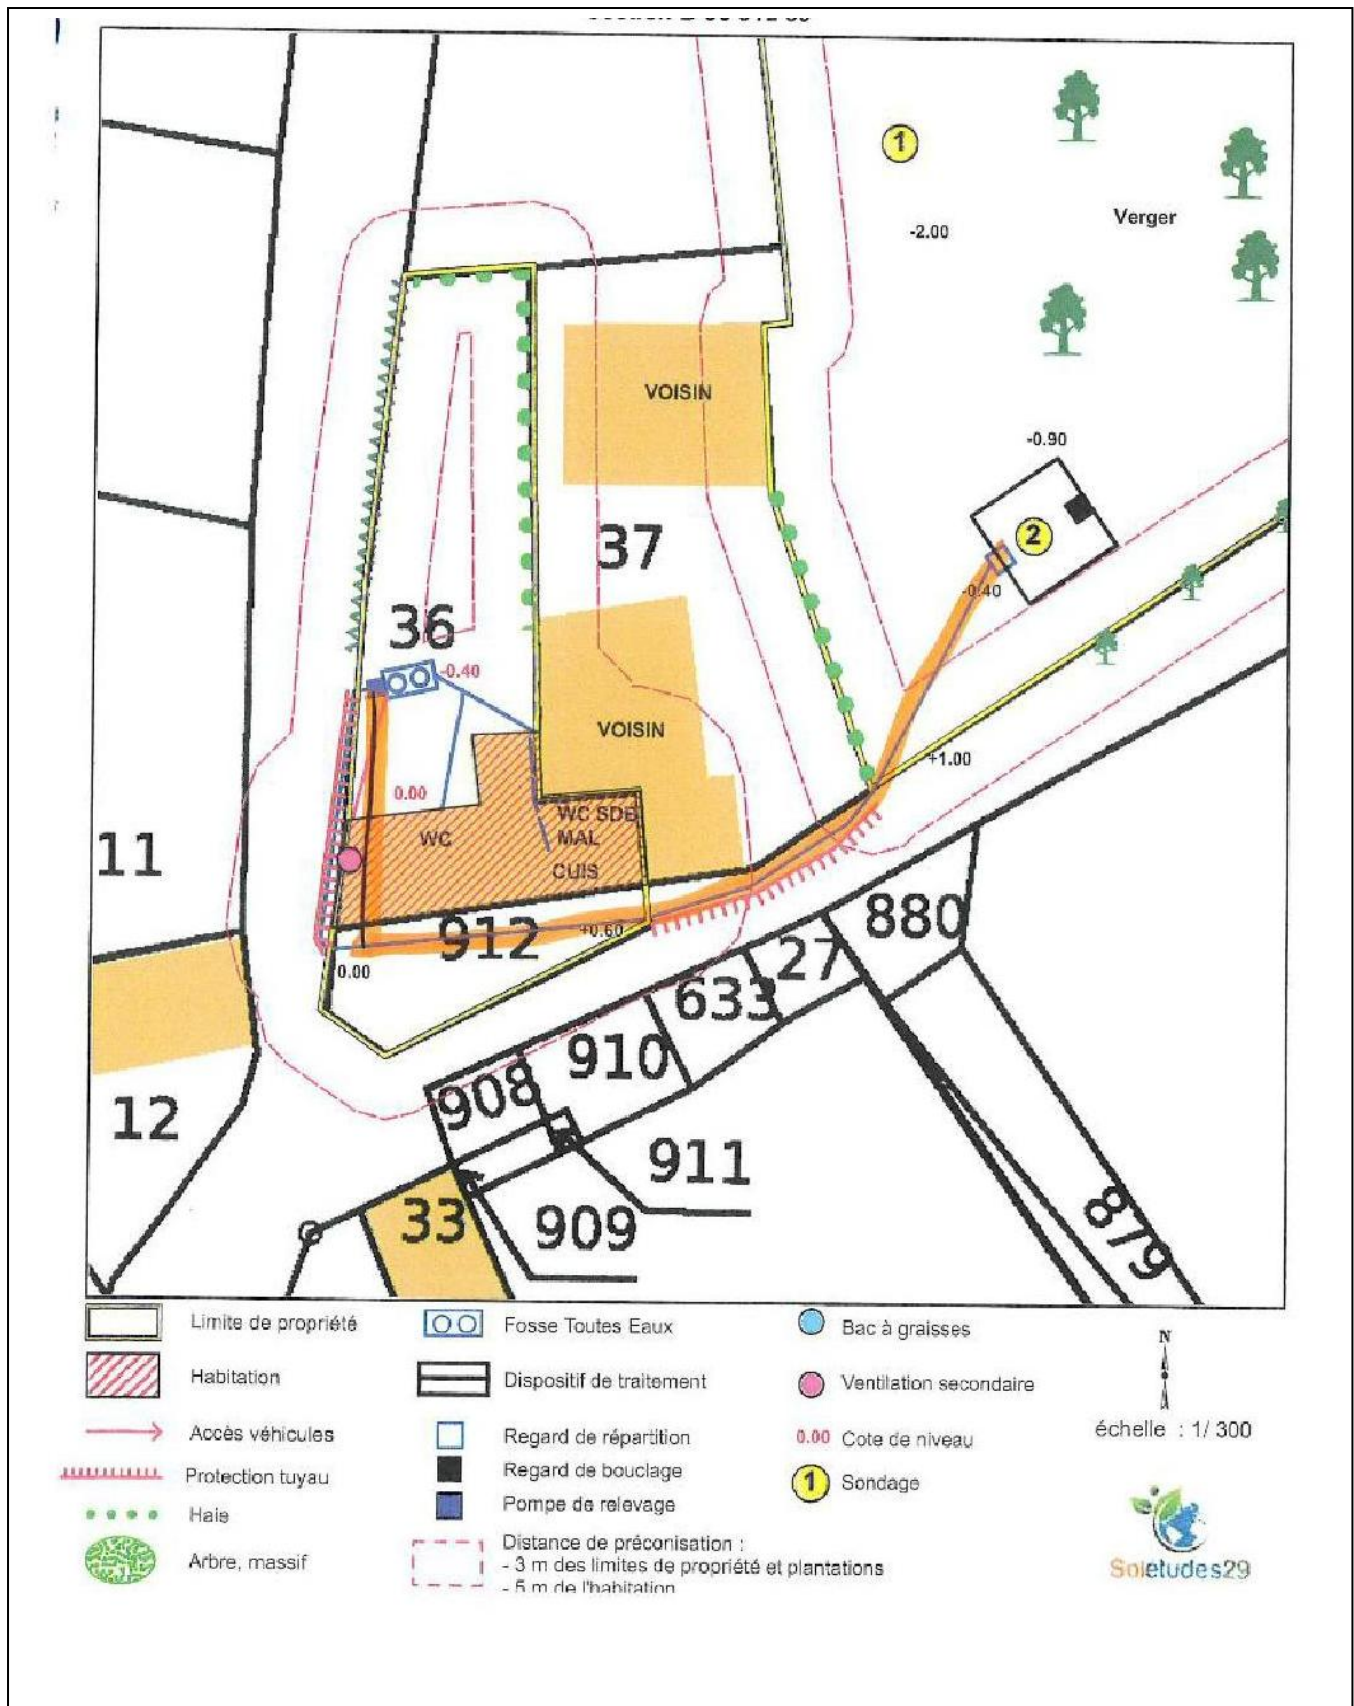 1
-2.00
Verger
VOISIN
-0.90
37
2
-0.40
36
-0.40
VOISIN
+1.00
0.00
WC SDB
WC
MAL
CUIS
11
880
912
+0.60
27
0.00
633
910
908
12
911
33
909
879
Limite de propriété
Fosse Toutes Eaux
Bac à graisses
N
Habitation
Dispositif de traitement
Ventilation secondaire
échelle : 1/ 300
Accès véhicules
Regard de répartition
0.00 Cote de niveau
Protection tuyau
Regard de bouclage
1 Sondage
Haie
Pompe de relevage
Arbre, massif
Distance de préconisation :
- 3 m des limites de propriété et plantations
- 5 m de l'habitation
Soletudes29